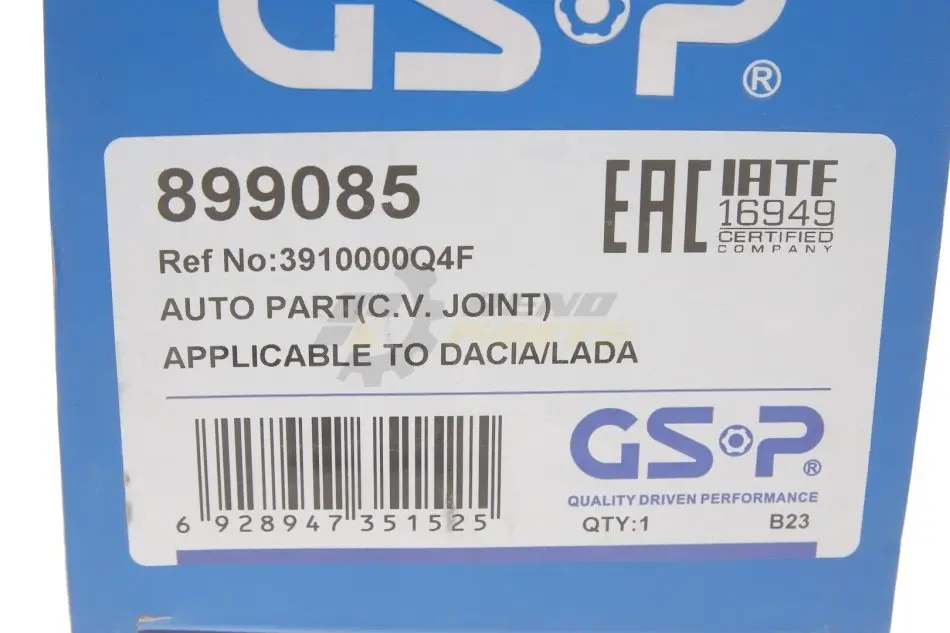 GS P ®
899085
EAC
IATF
16949
CERTIFIED
COMPANY
Ref No:3910000Q4F
AUTO PART(C.V. JOINT)
APPLICABLE TO DACIA/LADA
6 928947 351525
GS P ®
QUALITY DRIVEN PERFORMANCE
QTY:1 B23